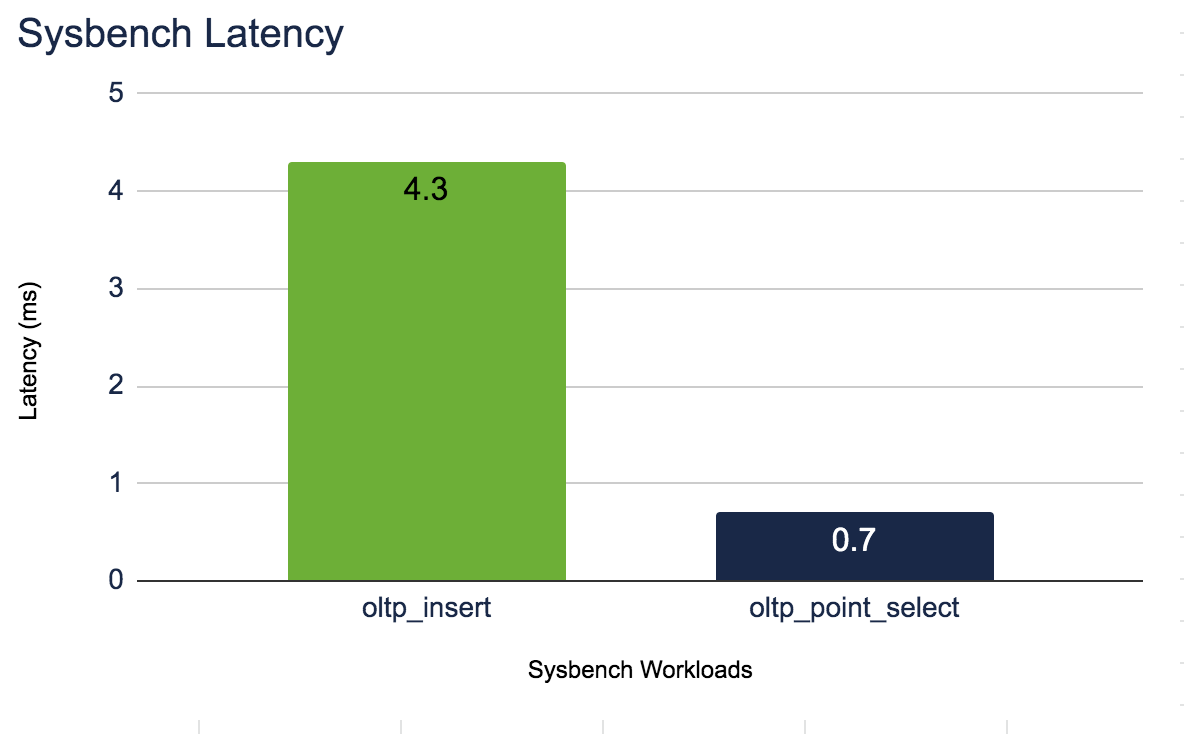 Sysbench Latency
5
4
3
2
1
0
Latency (ms)
4.3
0.7
oltp_insert
oltp_point_select
Sysbench Workloads